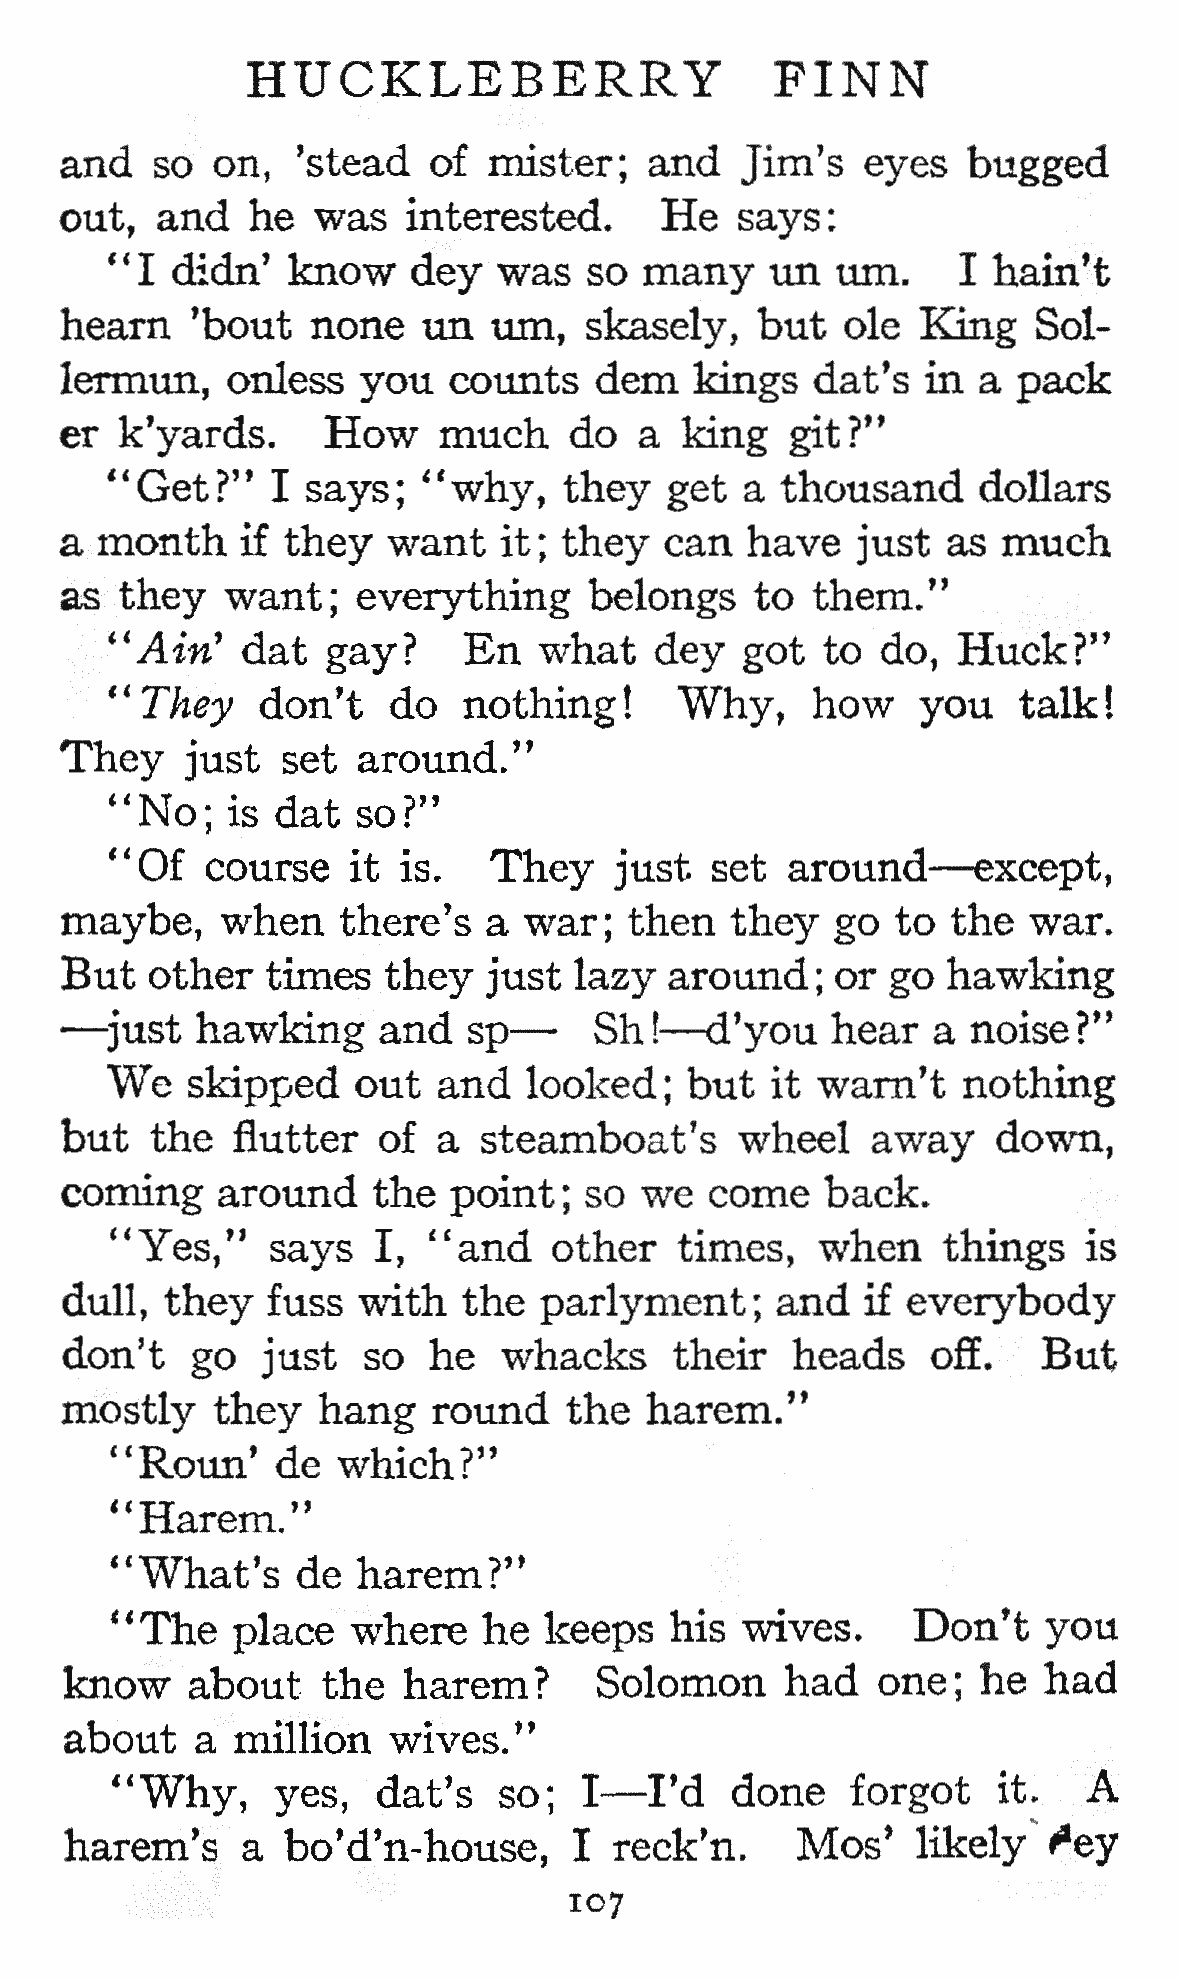 HUCKLEBERRY FINN
and so on, 'stead of mister; and Jim's eyes bugged
out, and he was interested. He says:
"I didn' know dey was so many un um. I hain't
hearn 'bout none un um, skasely, but ole King Sol-
lermun, onless you counts dem kings dat's in a pack
er k'yards. How much do a king git?"
"Get?" I says; "why, they get a thousand dollars
a month if they want it; they can have just as much
as they want; everything belongs to them."
"Ain' dat gay? En what dey got to do, Huck?"
"They don't do nothing! Why, how you talk!
They just set around."
"No; is dat so?"
"Of course it is. They just set around—except,
maybe, when there's a war; then they go to the war.
But other times they just lazy around; or go hawking
—just hawking and sp— Sh!—d'you hear a noise?"
We skipped out and looked; but it warn't nothing
but the flutter of a steamboat's wheel away down,
coming around the point; so we come back.
"Yes," says I, "and other times, when things is
dull, they fuss with the parlyment; and if everybody
don't go just so he whacks their heads off. But
mostly they hang round the harem."
"Roun' de which?"
"Harem."
"What's de harem?"
"The place where he keeps his wives. Don't you
know about the harem? Solomon had one; he had
about a million wives."
"Why, yes, dat's so; I—I'd done forgot it. A
harem's a bo'd'n-house, I reck'n. Mos' likely dey
107